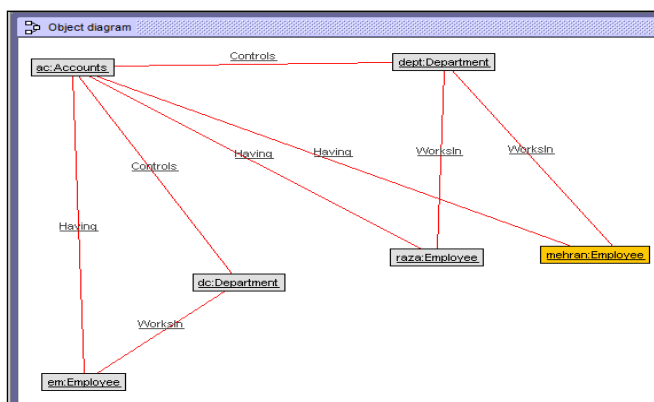 Object diagram
Controls
ac:Accounts
dept:Department
Having
Having
WorksIn
WorksIn
Controls
Having
raza:Employee
mehran:Employee
dc:Department
WorksIn
em:Employee